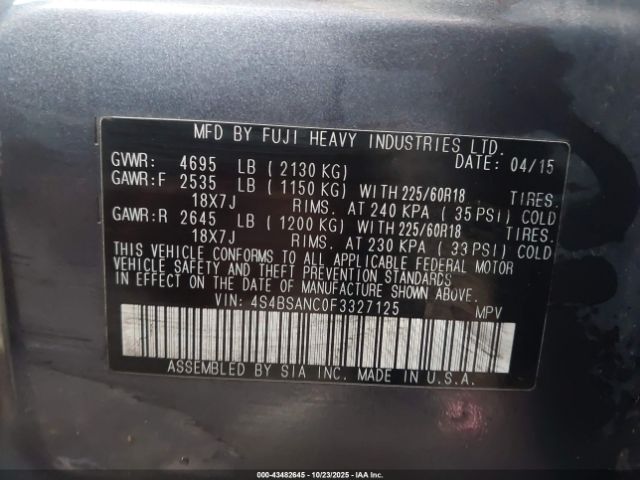 MFD BY FUJI HEAVY INDUSTRIES LTD.
GVWR: 4695 LB ( 2130 KG) DATE: 04/15
GAWR:F 2535 LB ( 1150 KG) WITH 225/60R18 TIRES.
18X7J RIMS. AT 240 KPA ( 35 PSI) COLD
GAWR:R 2645 LB ( 1200 KG) WITH 225/60R18 TIRES.
18X7J RIMS. AT 230 KPA ( 33 PSI) COLD
THIS VEHICLE CONFORMS TO ALL APPLICABLE FEDERAL MOTOR
VEHICLE SAFETY AND THEFT PREVENTION STANDARDS
IN EFFECT ON THE DATE OF MANUFACTURE SHOWN ABOVE.
VIN: 4S4BSANC0F3327125 MPV
ASSEMBLED BY SIA INC. MADE IN U.S.A.
000-43482645 - 10/23/2025 - IAAI.com